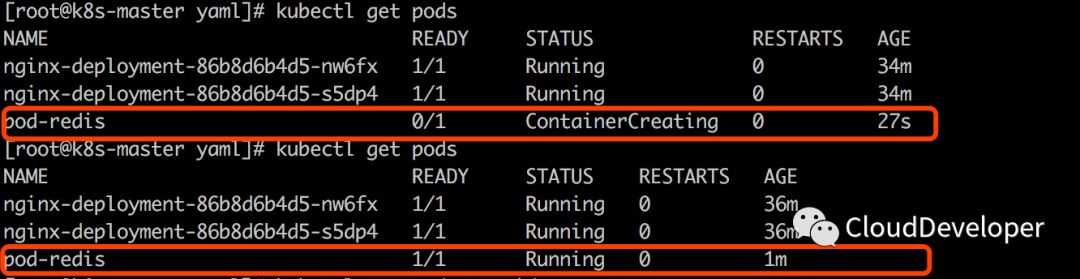 [root@k8s-master yaml]# kubectl get pods
NAME READY STATUS RESTARTS AGE
nginx-deployment-86b8d6b4d5-nw6fx 1/1 Running 0 34m
nginx-deployment-86b8d6b4d5-s5dp4 1/1 Running 0 34m
pod-redis 0/1 ContainerCreating 0 27s
[root@k8s-master yaml]# kubectl get pods
NAME READY STATUS RESTARTS AGE
nginx-deployment-86b8d6b4d5-nw6fx 1/1 Running 0 36m
nginx-deployment-86b8d6b4d5-s5dp4 1/1 Running 0 36m
CloudDeveloper
pod-redis 1/1 Running 0 1m